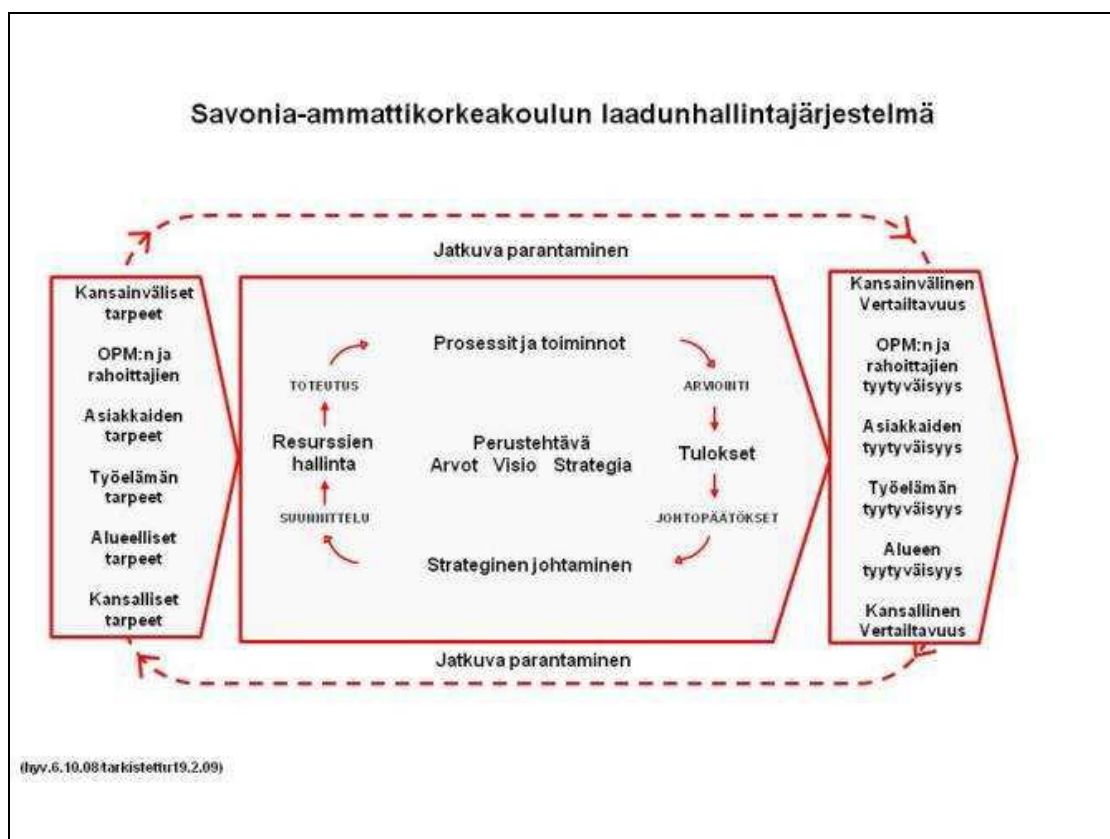 Savonia-ammattikorkeakoulun laadunhallintajärjestelmä
Jatkuva parantaminen
Kansainväliset
tarpeet
OPM:n ja
rahoittajien
Asiakkaiden
tarpeet
Työelämän
tarpeet
Alueelliset
tarpeet
Kansalliset
tarpeet
Prosessit ja toiminnot
TOTEUTUS
ARVIOINTI
Resurssien
hallinta
Perustehtävä
Arvot Visio Strategia
Tulokset
SUUNNITTELU
JOHTOPÄÄTÖKSET
Strateginen johtaminen
Kansainvälinen
Vertailtavuus
OPM:n ja
rahoittajien
tyytyväisyys
Asiakkaiden
tyytyväisyys
Työelämän
tyytyväisyys
Alueen
tyytyväisyys
Kansallinen
Vertailtavuus
Jatkuva parantaminen
(hyv.6.10.08/tarkistettu19.2.09)